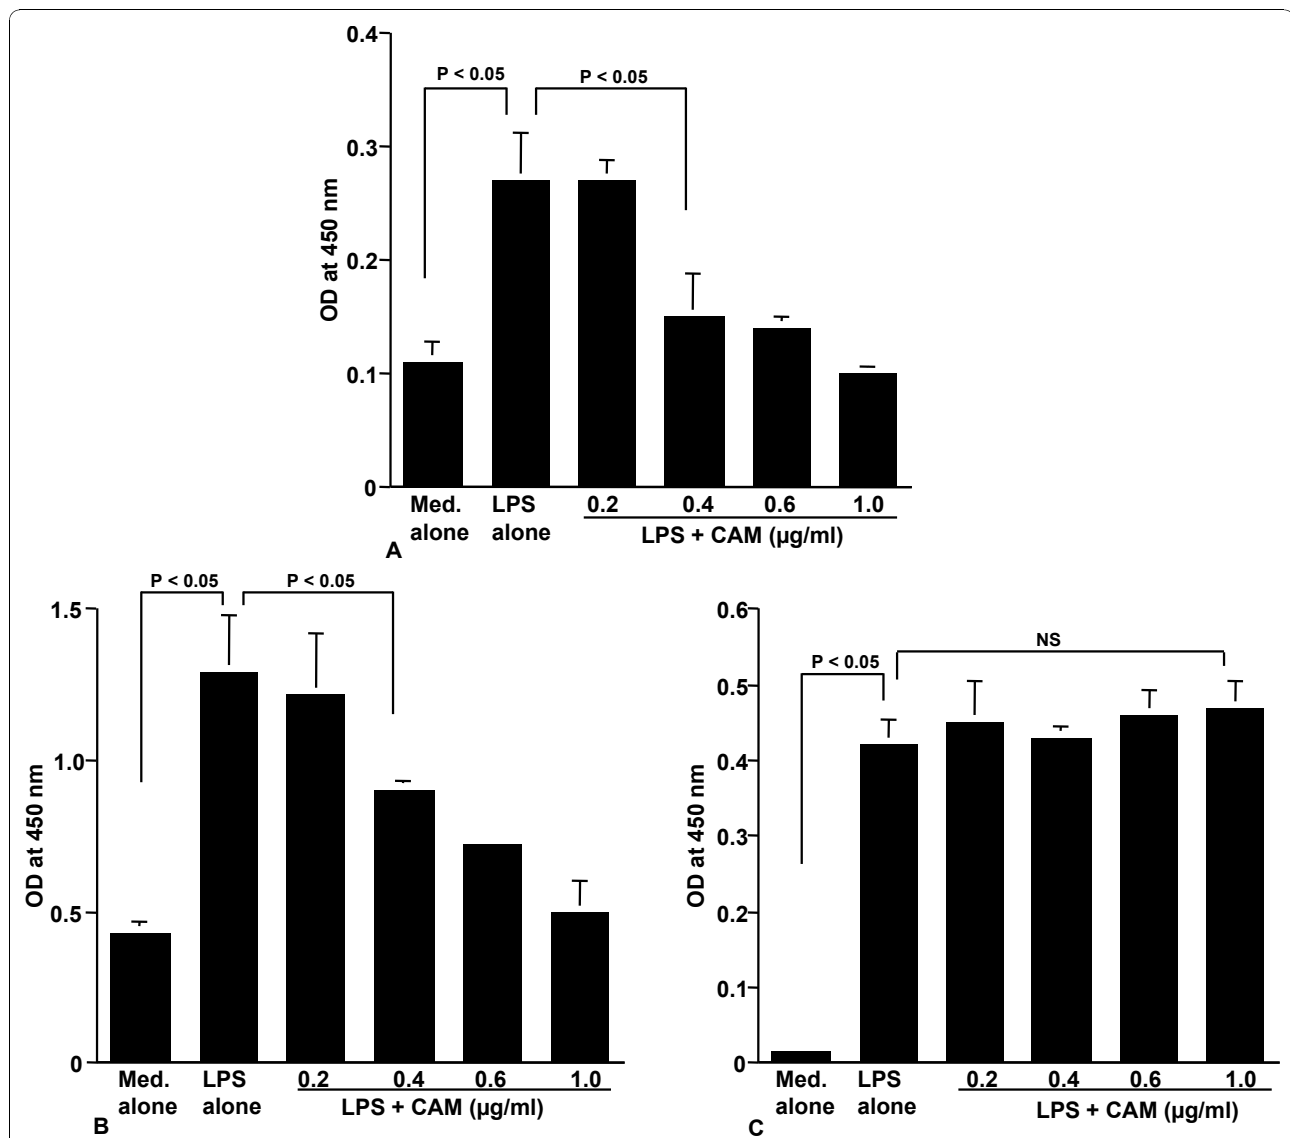 0.4
P < 0.05 P < 0.05
0.3
0.2
0.1
0
OD at 450 nm
Med. alone
LPS alone
0.2 0.4 0.6 1.0
LPS + CAM (µg/ml)
A
P < 0.05 P < 0.05
1.5
1.0
0.5
0
OD at 450 nm
Med. alone
LPS alone
0.2 0.4 0.6 1.0
LPS + CAM (µg/ml)
B
0.6
NS
P < 0.05
0.5
0.4
0.3
0.2
0.1
0
OD at 450 nm
Med. alone
LPS alone
0.2 0.4 0.6 1.0
LPS + CAM (µg/ml)
C